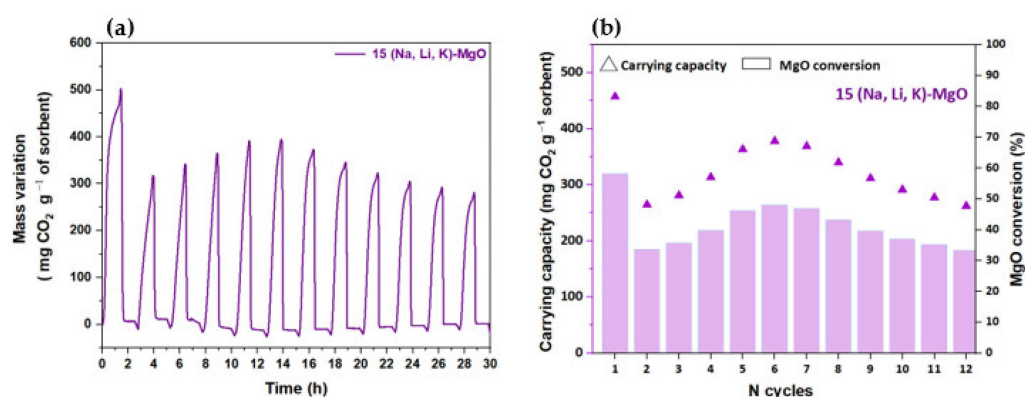 (a)
600
500
400
300
200
100
0
Mass variation
( mg CO₂ g⁻¹ of sorbent)
15 (Na, Li, K)-MgO
0 2 4 6 8 10 12 14 16 18 20 22 24 26 28 30
Time (h)
(b)
500
400
300
200
100
0
Carrying capacity (mg CO₂ g⁻¹ sorbent)
Carrying capacity MgO conversion
15 (Na, Li, K)-MgO
100
90
80
70
60
50
40
30
20
10
0
MgO conversion (%)
1 2 3 4 5 6 7 8 9 10 11 12
N cycles